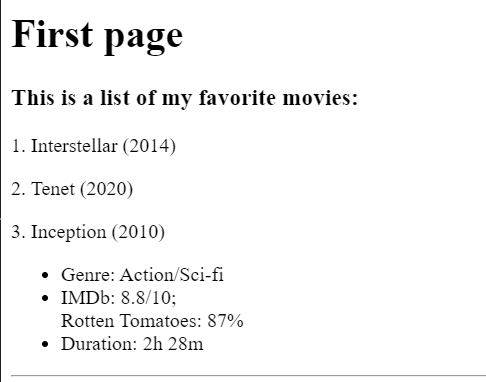 First page
This is a list of my favorite movies:
1. Interstellar (2014)
2. Tenet (2020)
3. Inception (2010)
• Genre: Action/Sci-fi
• IMDb: 8.8/10;
Rotten Tomatoes: 87%
• Duration: 2h 28m